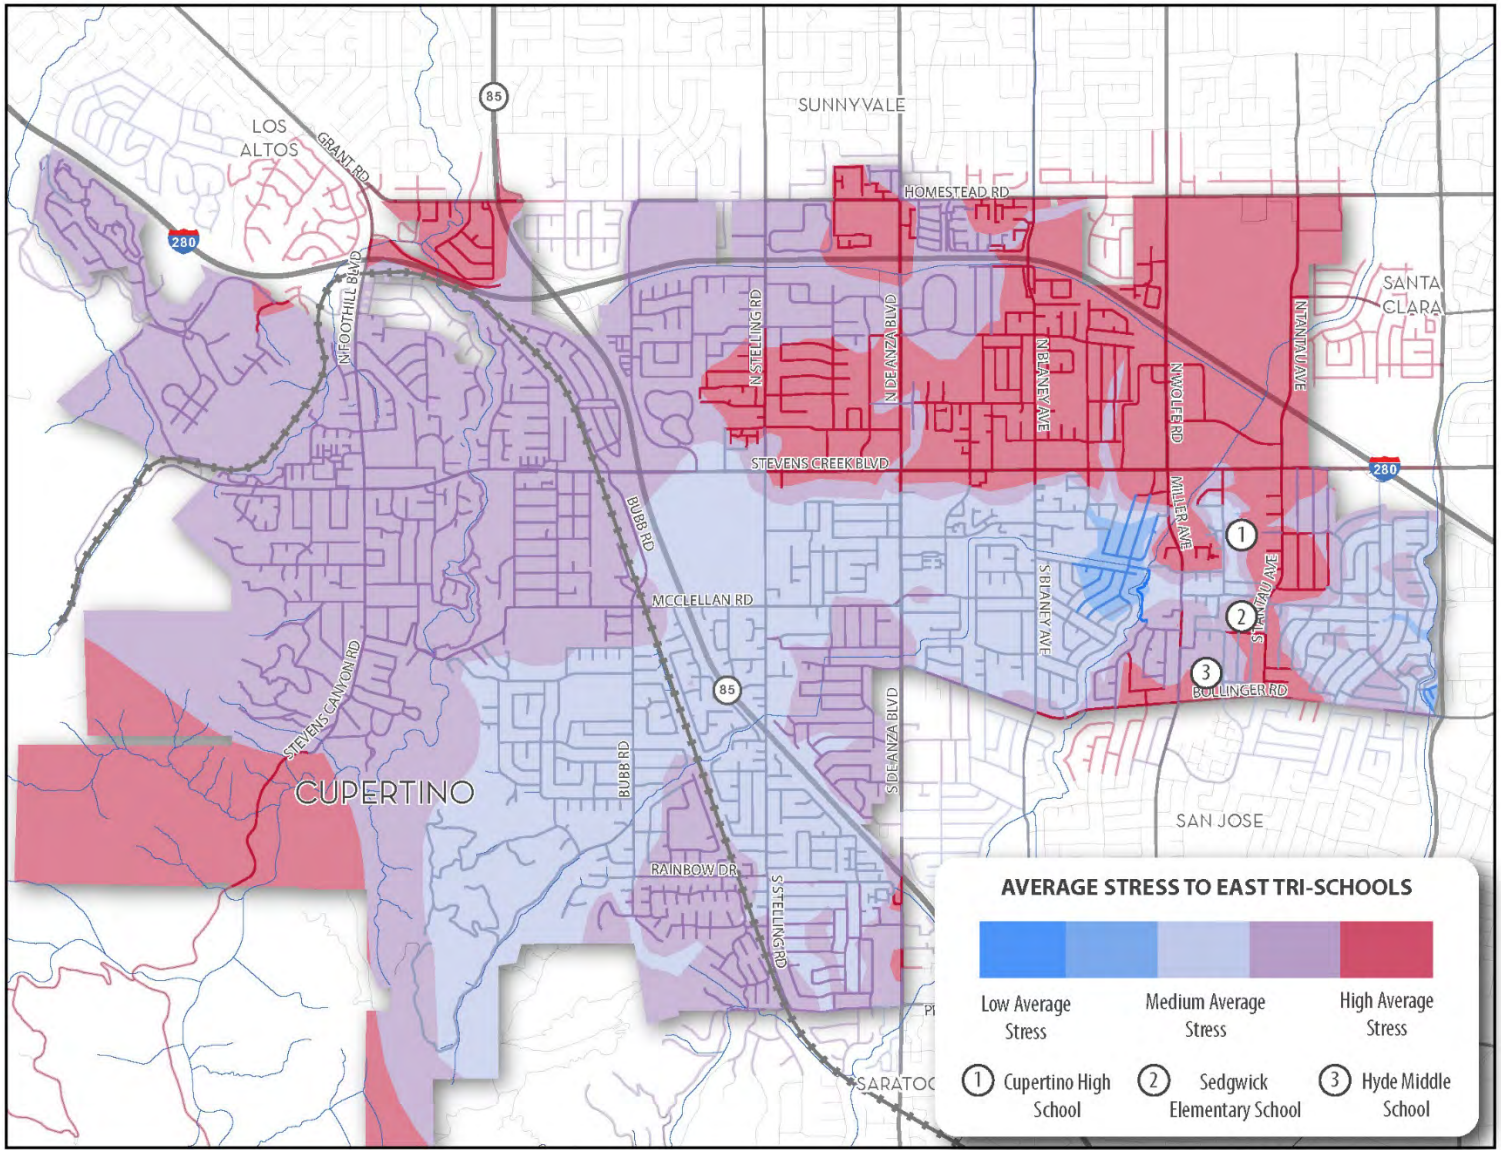 85
SUNNYVALE
LOS
ALTOS
GRANT RD
HOMESTEAD RD
280
N FOOTHILL BLVD
SANTA
CLARA
N STELLING RD
N DE ANZA BLVD
N BLANEY AVE
N WOLFE RD
N TANTAU AVE
STEVENS CREEK BLVD
280
BUBB RD
MILLER AVE
1
MCCLELLAN RD
S BLANEY AVE
2
S TANTAU AVE
3
BOLLINGER RD
85
STEVENS CANYON RD
S DE ANZA BLVD
BUBB RD
CUPERTINO
SAN JOSE
RAINBOW DR
S STELLING RD
SARATOG
AVERAGE STRESS TO EAST TRI-SCHOOLS
Low Average
Stress
Medium Average
Stress
High Average
Stress
1 Cupertino High
School
2 Sedgwick
Elementary School
3 Hyde Middle
School